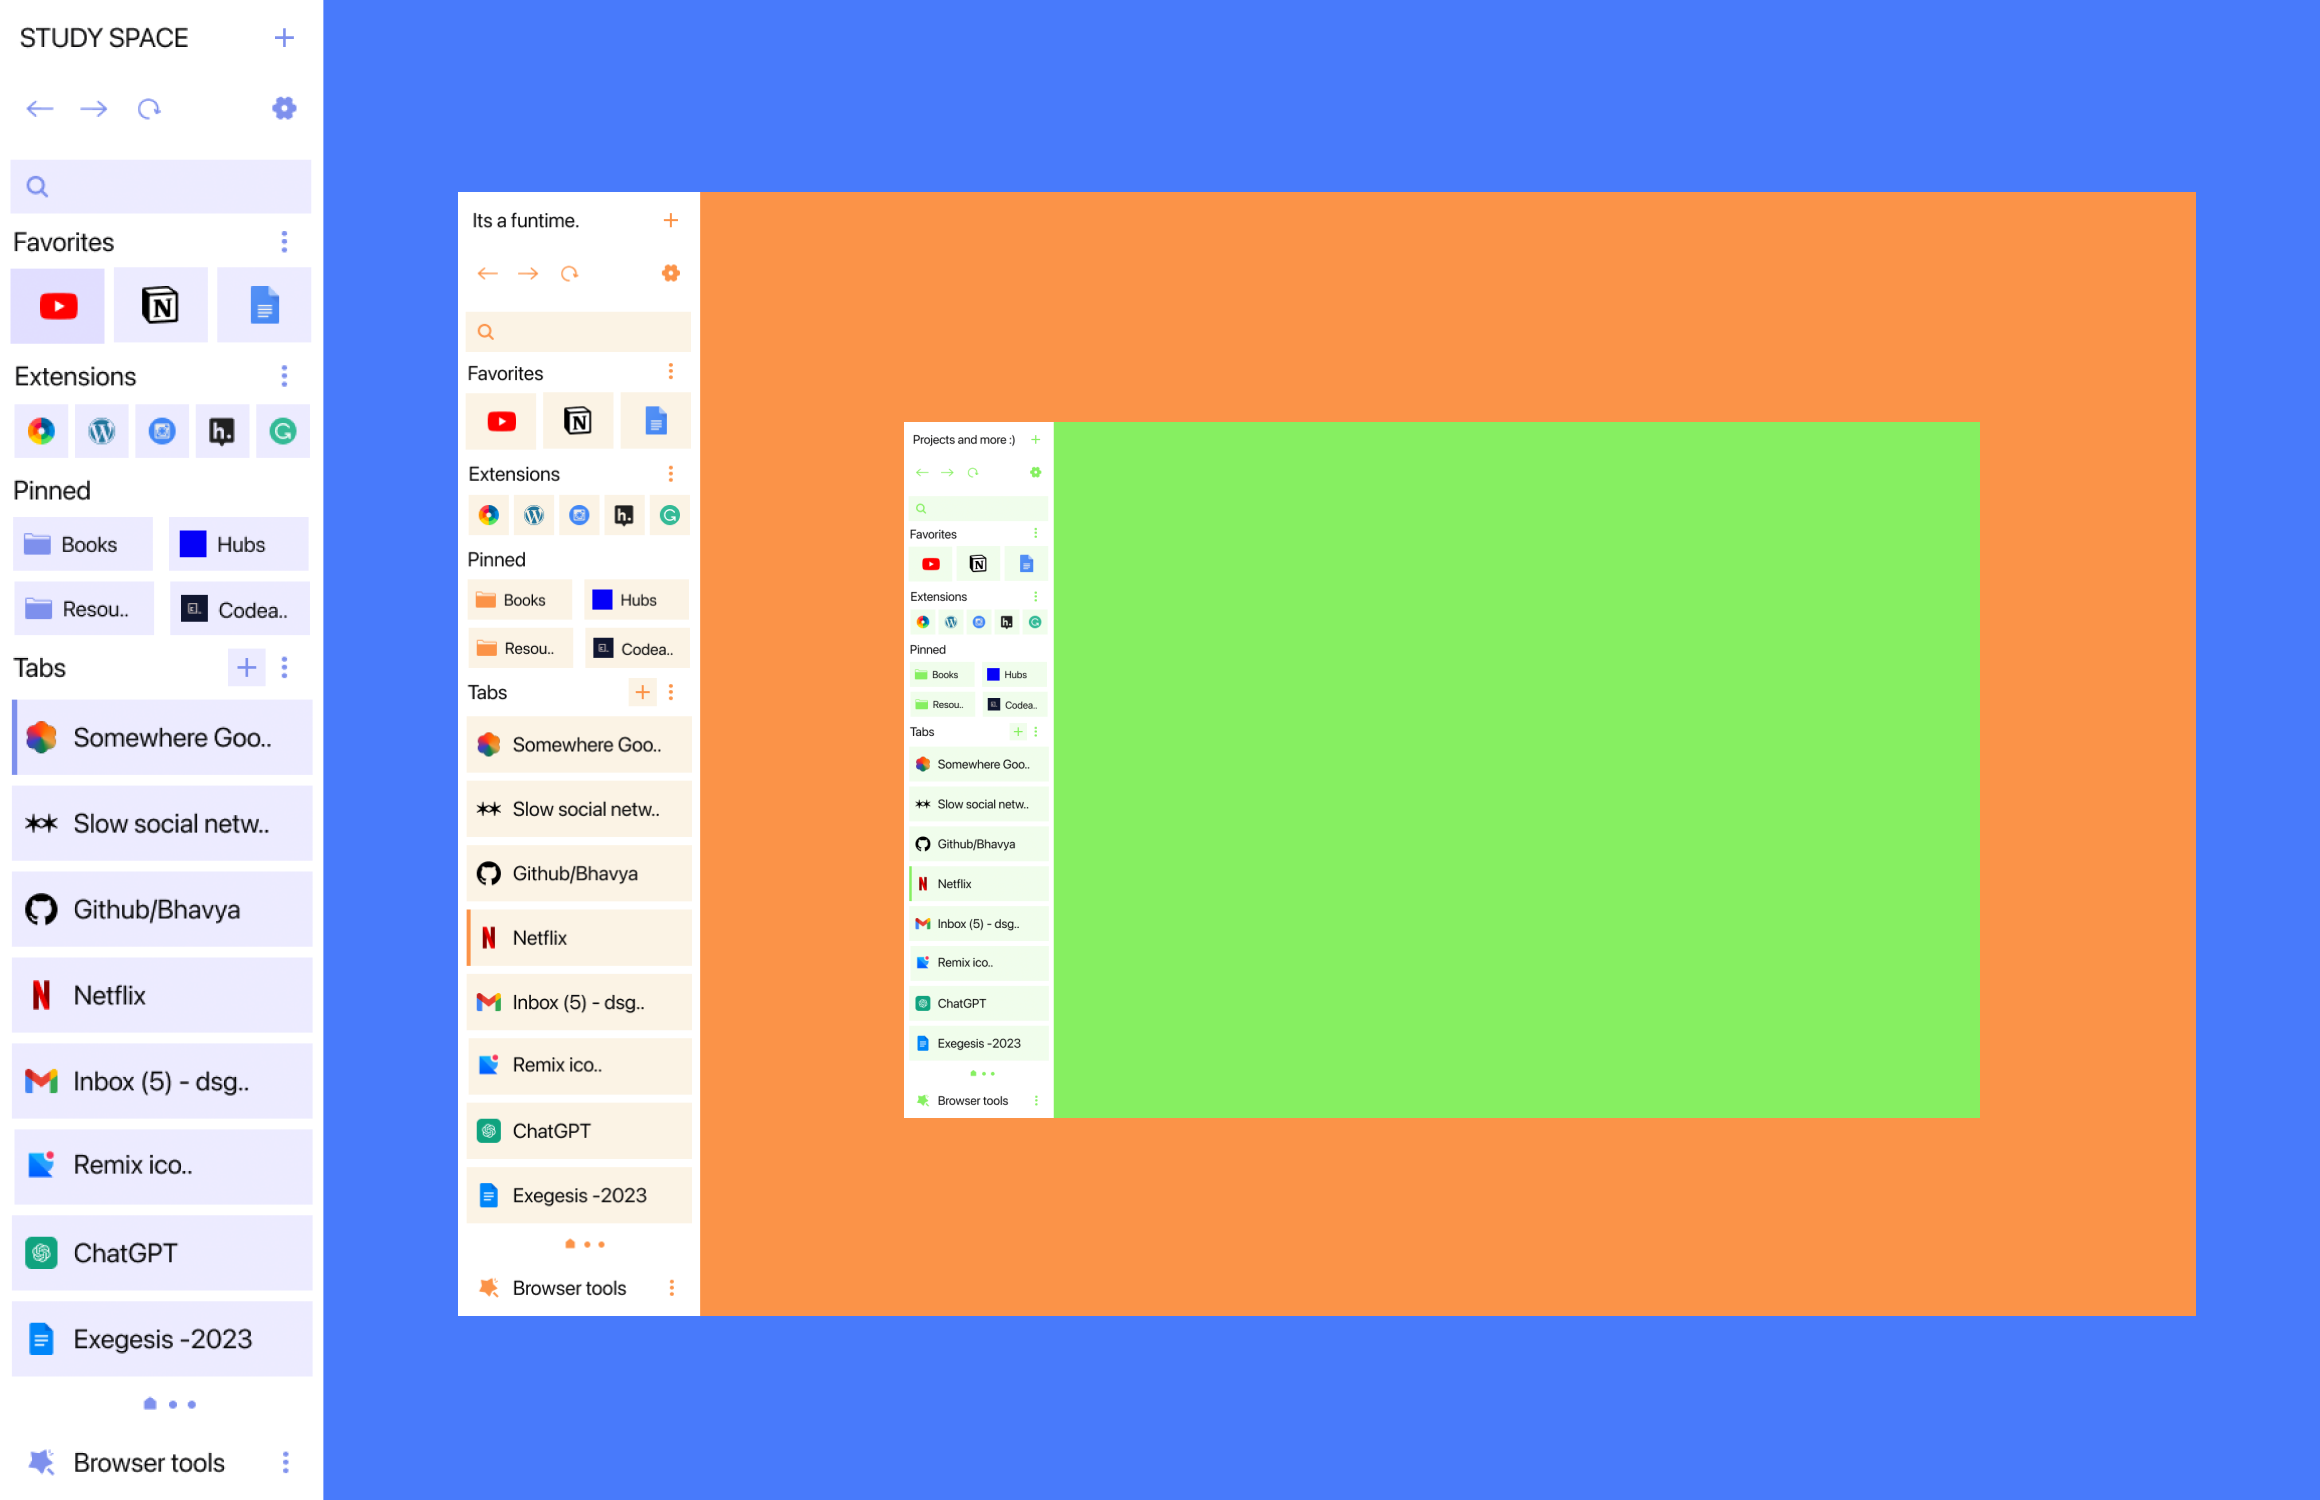 STUDY SPACE
Favorites
Extensions
h.
Pinned
Books
Hubs
Resou..
Codea..
Tabs
Somewhere Goo..
Slow social netw..
Github/Bhavya
Netflix
Inbox (5) - dsg..
Remix ico..
ChatGPT
Exegesis -2023
Browser tools
Its a funtime.
Favorites
Extensions
h.
Pinned
Books
Hubs
Resou..
Codea..
Tabs
Somewhere Goo..
Slow social netw..
Github/Bhavya
Netflix
Inbox (5) - dsg..
Remix ico..
ChatGPT
Exegesis -2023
Browser tools
Projects and more :)
Favorites
Extensions
h.
Pinned
Books
Hubs
Resou..
Codea..
Tabs
Somewhere Goo..
Slow social netw..
Github/Bhavya
Netflix
Inbox (5) - dsg..
Remix ico..
ChatGPT
Exegesis -2023
Browser tools